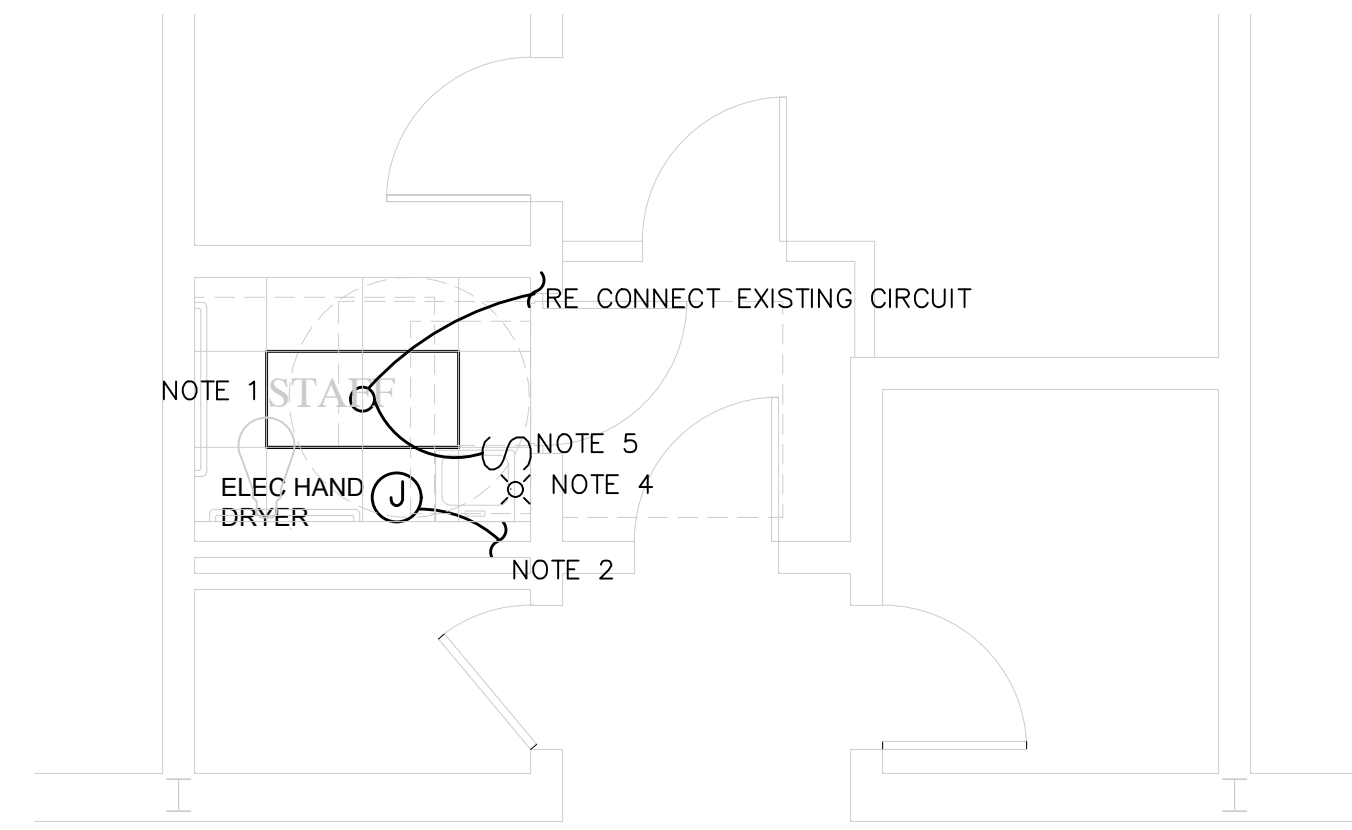 RE CONNECT EXISTING CIRCUIT
NOTE 1
STAFF
NOTE 5
NOTE 4
ELEC HAND
DRYER
J
NOTE 2